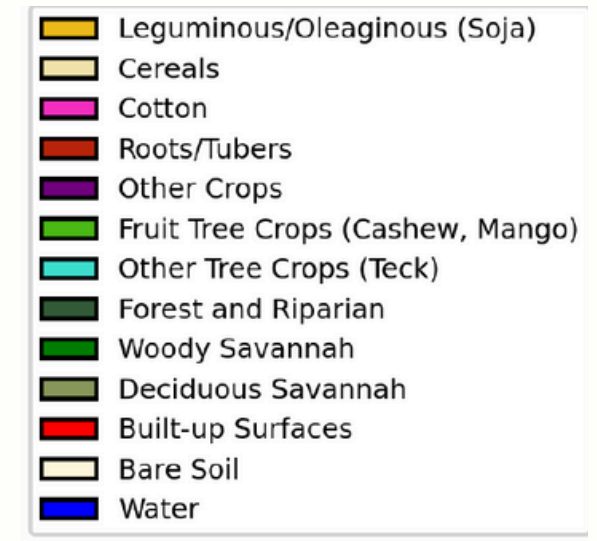 Leguminous/Oleaginous (Soja)
Cereals
Cotton
Roots/Tubers
Other Crops
Fruit Tree Crops (Cashew, Mango)
Other Tree Crops (Teck)
Forest and Riparian
Woody Savannah
Deciduous Savannah
Built-up Surfaces
Bare Soil
Water